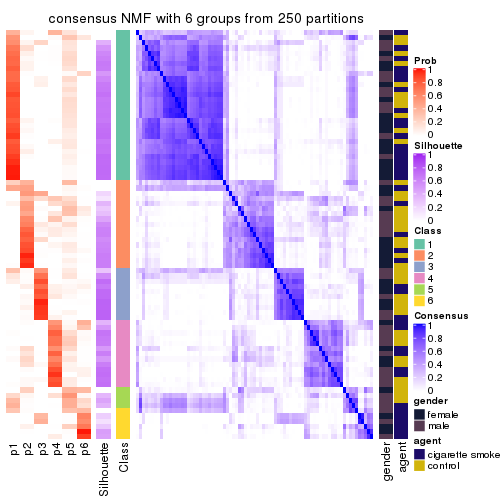 consensus NMF with 6 groups from 250 partitions
Prob
1
0.8
0.6
0.4
0.2
0
Silhouette
1
0.8
0.6
0.4
0.2
0
Class
1
2
3
4
5
6
Consensus
1
0.8
0.6
0.4
0.2
0
gender
female
male
agent
cigarette smoke
control
p1
p2
p3
p4
p5
p6
Silhouette
Class
gender
agent